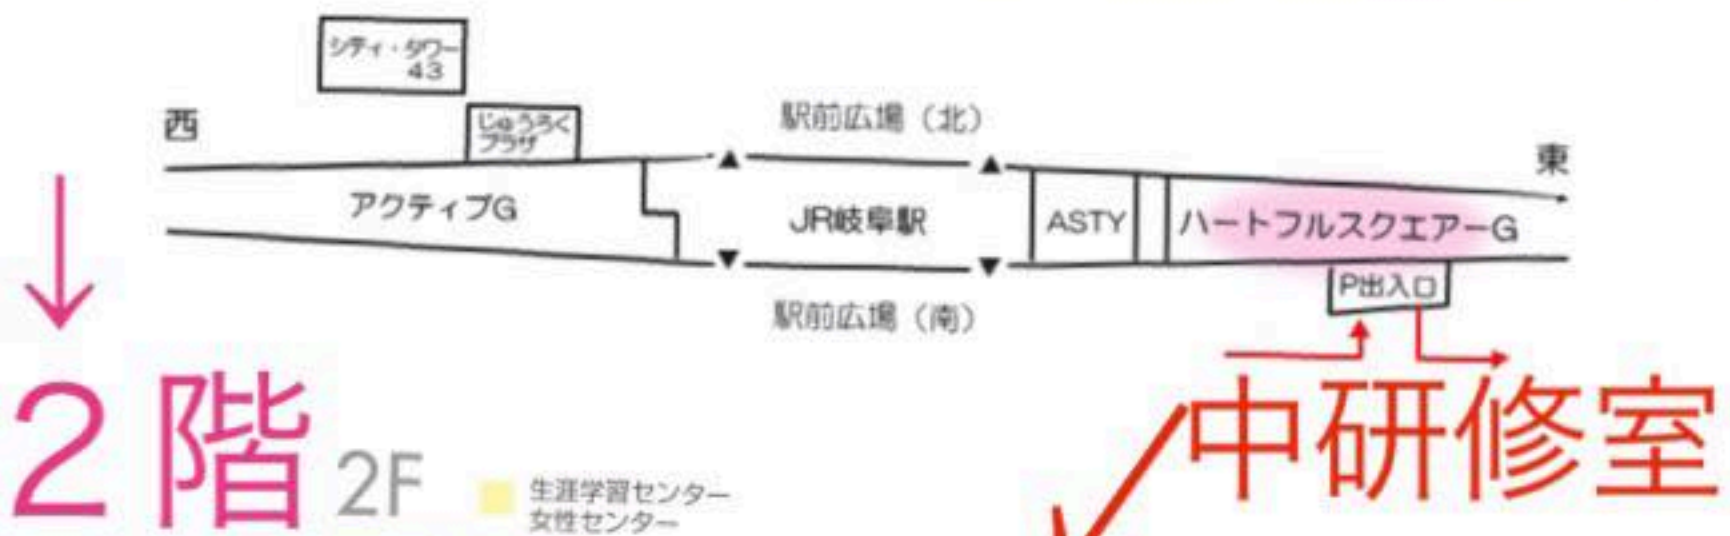 シティ・タワー
43
西
じゅうろく
プラザ
駅前広場（北）
東
アクティブG
JR岐阜駅
ASTY
ハートフルスクエアーG
P出入口
駅前広場（南）
2階
2F
生涯学習センター
女性センター
中研修室